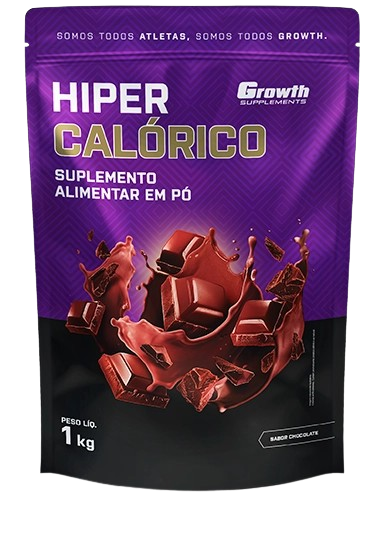 SOMOS TODOS ATLETAS, SOMOS TODOS GROWTH.
HIPER
Growth
SUPPLEMENTS
CALÓRICO
SUPLEMENTO
ALIMENTAR EM PÓ
PESO LÍQ.
1 kg
SABOR CHOCOLATE